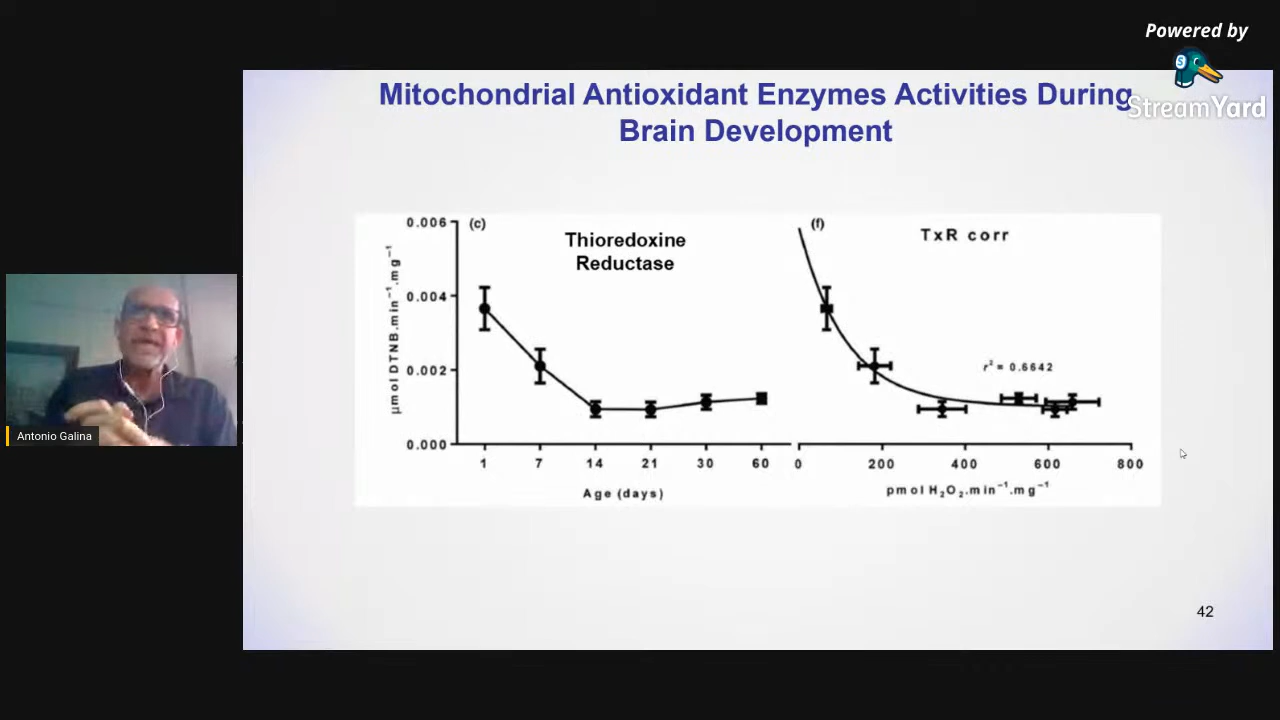 Powered by
StreamYard
Mitochondrial Antioxidant Enzymes Activities During
Brain Development
(c)
Thioredoxine
Reductase
µmol DTNB.min⁻¹.mg⁻¹
0.006
0.004
0.002
0.000
1 7 14 21 30 60
Age (days)
(f)
TxR corr
r² = 0.6642
0 200 400 600 800
pmol H₂O₂.min⁻¹.mg⁻¹
Antonio Galina
42